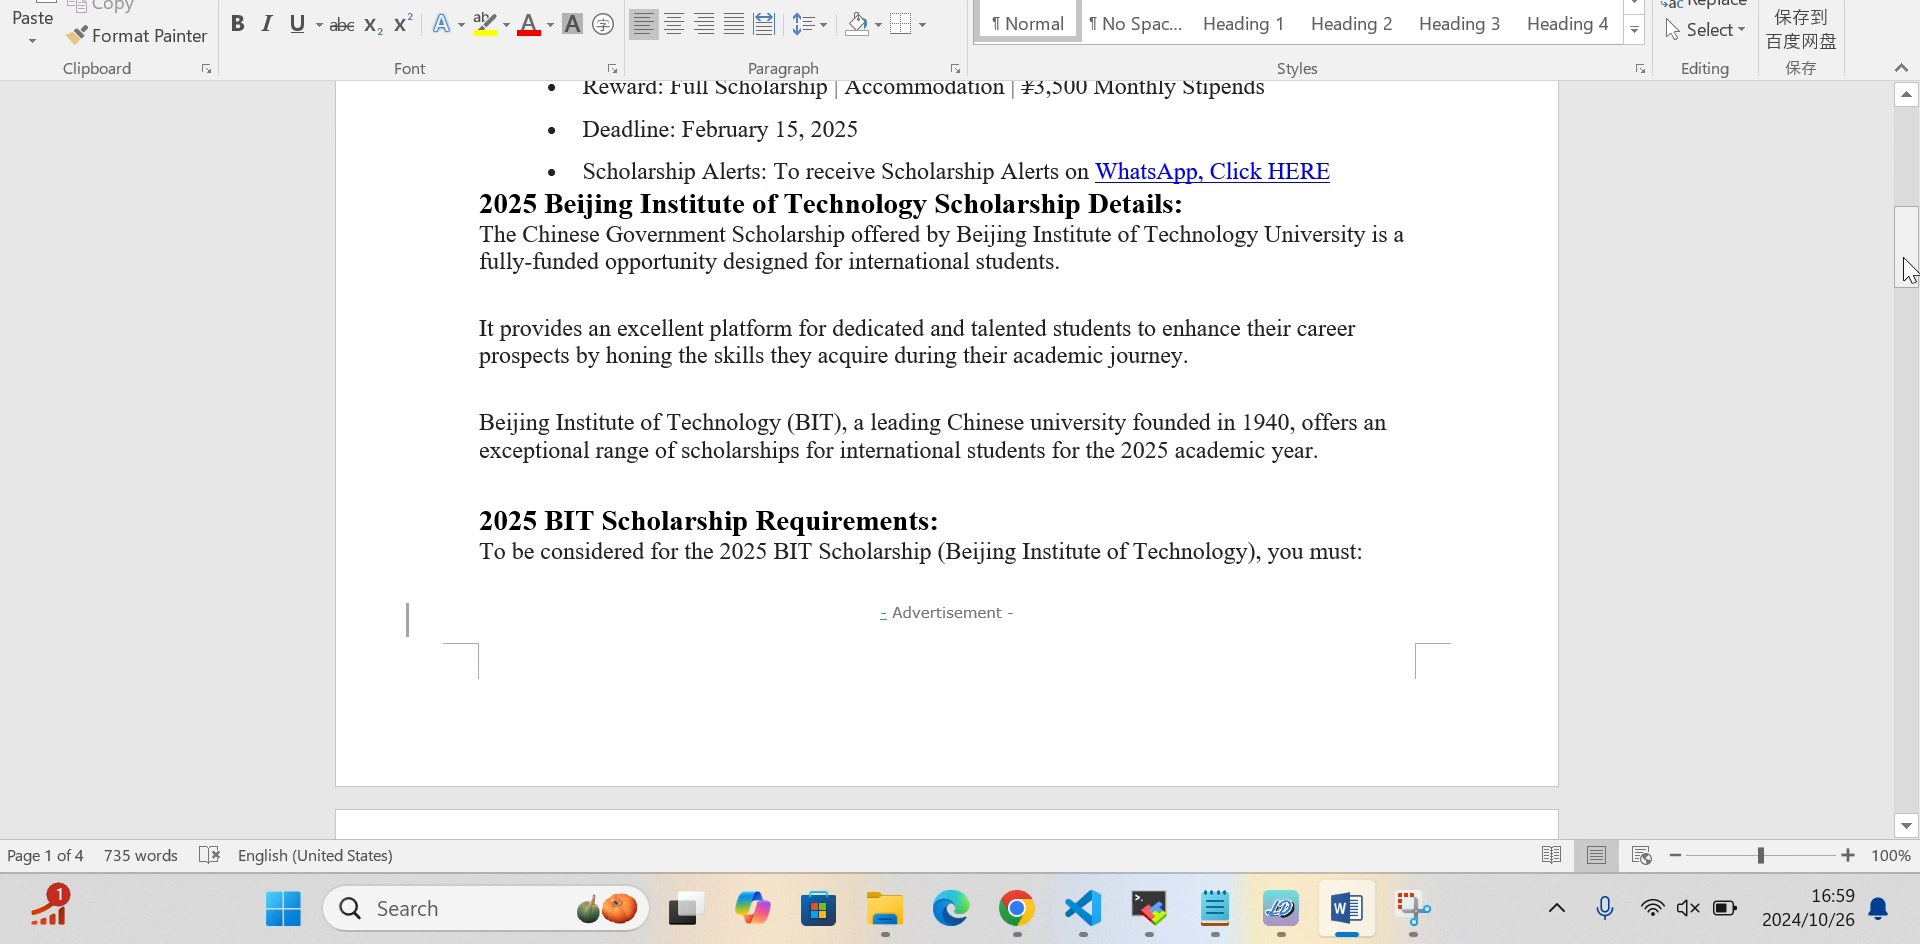 Paste
Copy
Format Painter
Clipboard
B I U abc X₂ X²
A ab A A 字
Font
Paragraph
¶ Normal ¶ No Spac... Heading 1 Heading 2 Heading 3 Heading 4
Styles
Replace
Select
Editing
保存到
百度网盘
保存
• Reward: Full Scholarship | Accommodation | ¥3,500 Monthly Stipends
• Deadline: February 15, 2025
• Scholarship Alerts: To receive Scholarship Alerts on WhatsApp, Click HERE
2025 Beijing Institute of Technology Scholarship Details:
The Chinese Government Scholarship offered by Beijing Institute of Technology University is a
fully-funded opportunity designed for international students.
It provides an excellent platform for dedicated and talented students to enhance their career
prospects by honing the skills they acquire during their academic journey.
Beijing Institute of Technology (BIT), a leading Chinese university founded in 1940, offers an
exceptional range of scholarships for international students for the 2025 academic year.
2025 BIT Scholarship Requirements:
To be considered for the 2025 BIT Scholarship (Beijing Institute of Technology), you must:
- Advertisement -
Page 1 of 4 735 words English (United States) 100%
1
Search
16:59
2024/10/26